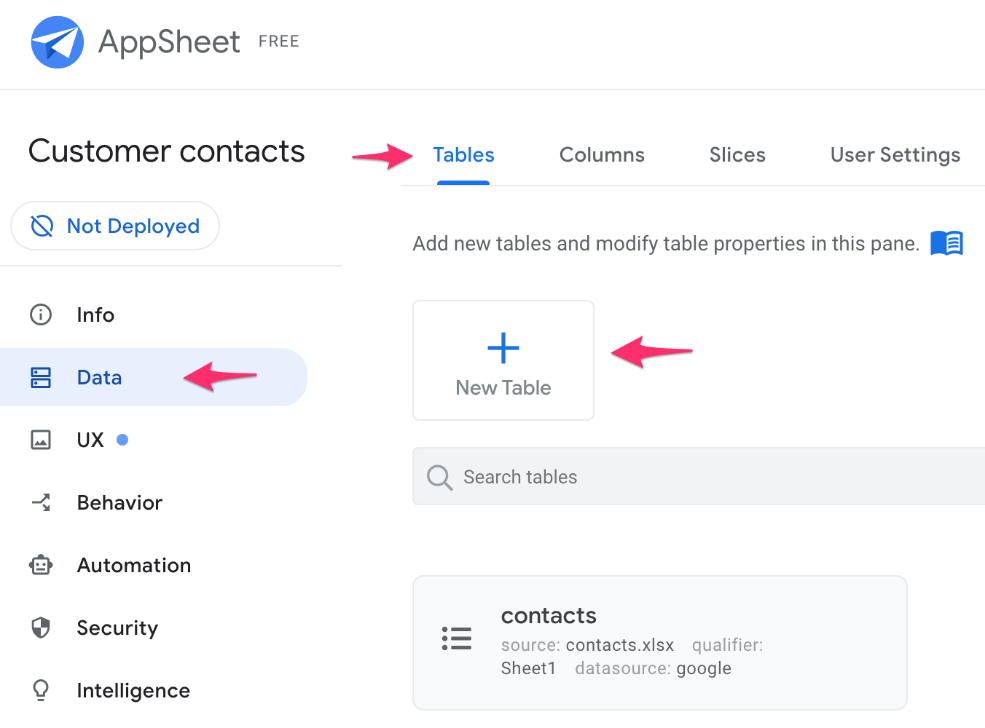 AppSheet FREE
Customer contacts
Not Deployed
Info
Data
UX
Behavior
Automation
Security
Intelligence
Tables Columns Slices User Settings
Add new tables and modify table properties in this pane.
New Table
Search tables
contacts
source: contacts.xlsx qualifier:
Sheet1 datasource: google